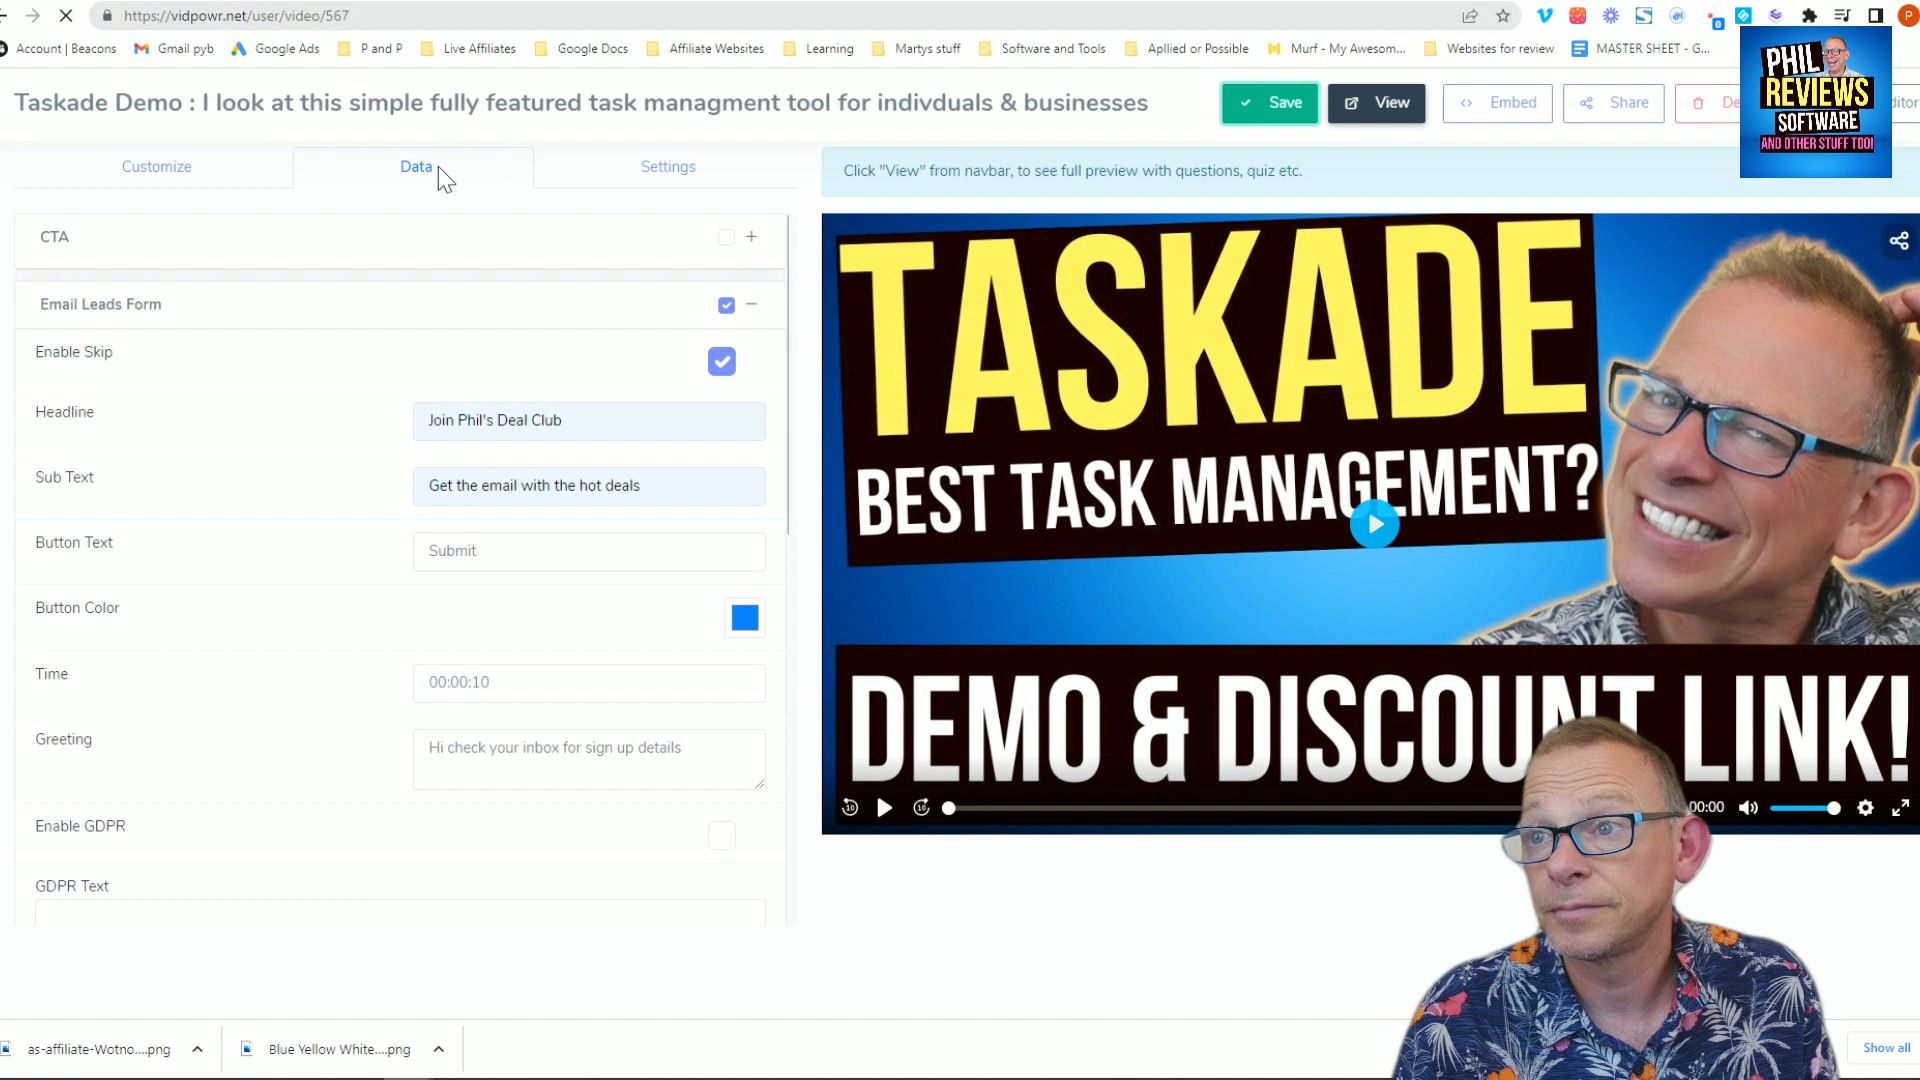 https://vidpowr.net/user/video/567
0
P
Account | Beacons
Gmail pyb
Google Ads
P and P
Live Affiliates
Google Docs
Affiliate Websites
Learning
Martys stuff
Software and Tools
Apllied or Possible
Murf - My Awesom...
Websites for review
MASTER SHEET - G...
PHIL
REVIEWS
SOFTWARE
AND OTHER STUFF TOO!
Taskade Demo : I look at this simple fully featured task managment tool for indivduals & businesses
Save
View
Embed
Share
De
ditor
Customize
Data
Settings
Click "View" from navbar, to see full preview with questions, quiz etc.
CTA
Email Leads Form
Enable Skip
Headline
Join Phil's Deal Club
Sub Text
Get the email with the hot deals
Button Text
Submit
Button Color
Time
00:00:10
Greeting
Hi check your inbox for sign up details
Enable GDPR
GDPR Text
TASKADE
BEST TASK MANAGEMENT?
DEMO & DISCOUNT LINK!
10
10
00:00
as-affiliate-Wotno....png
Blue Yellow White....png
Show all